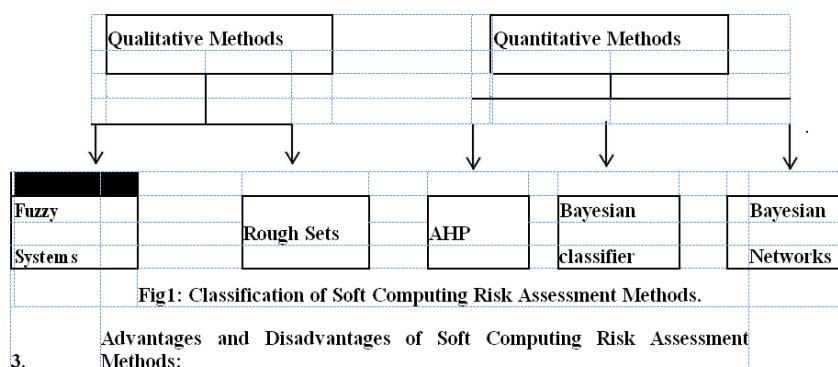 Qualitative Methods
Quantitative Methods
Fuzzy
Systems
Rough Sets
AHP
Bayesian
classifier
Bayesian
Networks
Fig1: Classification of Soft Computing Risk Assessment Methods.
3. Advantages and Disadvantages of Soft Computing Risk Assessment
Methods: